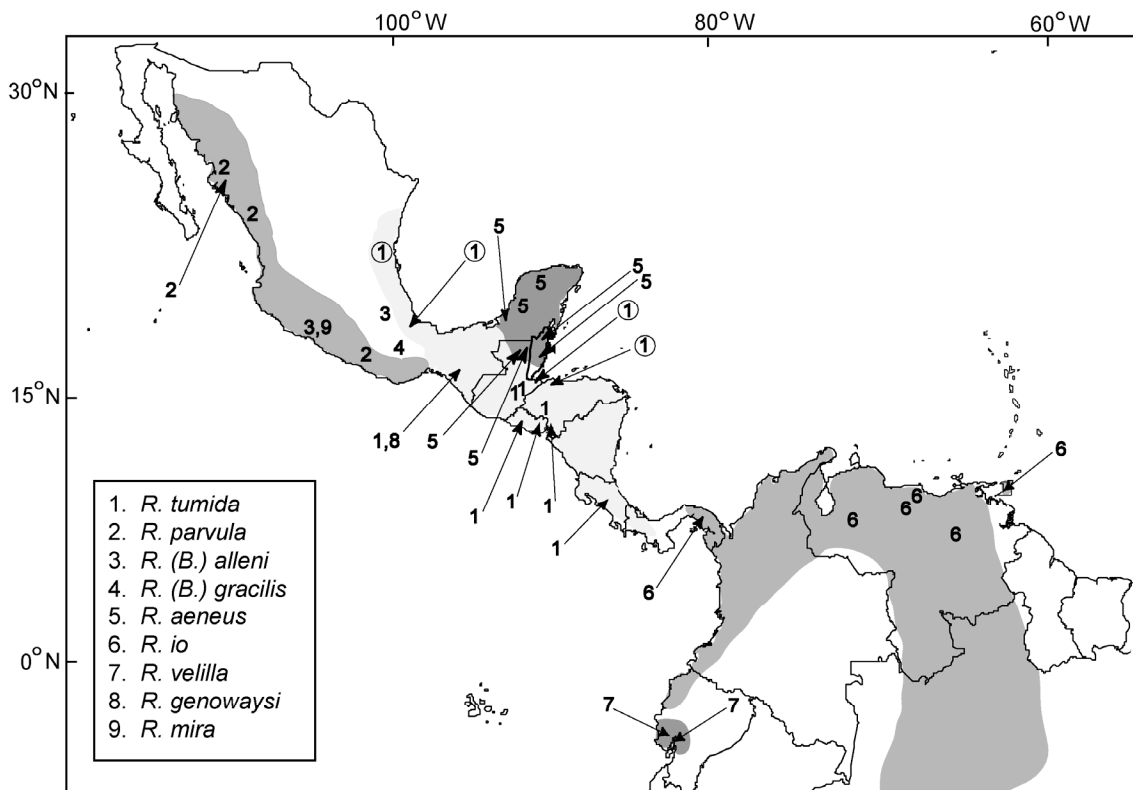 100°W 80°W 60°W
30°N
15°N
0°N
1 1 5
2 2 5 5
2 5 5 1
2 3 1
3,9 4
2
1 1
1,8 5 5 1
1 1 1 6
1 6 6 6 6
6
7 7
1. R. tumida
2. R. parvula
3. R. (B.) alleni
4. R. (B.) gracilis
5. R. aeneus
6. R. io
7. R. velilla
8. R. genowaysi
9. R. mira